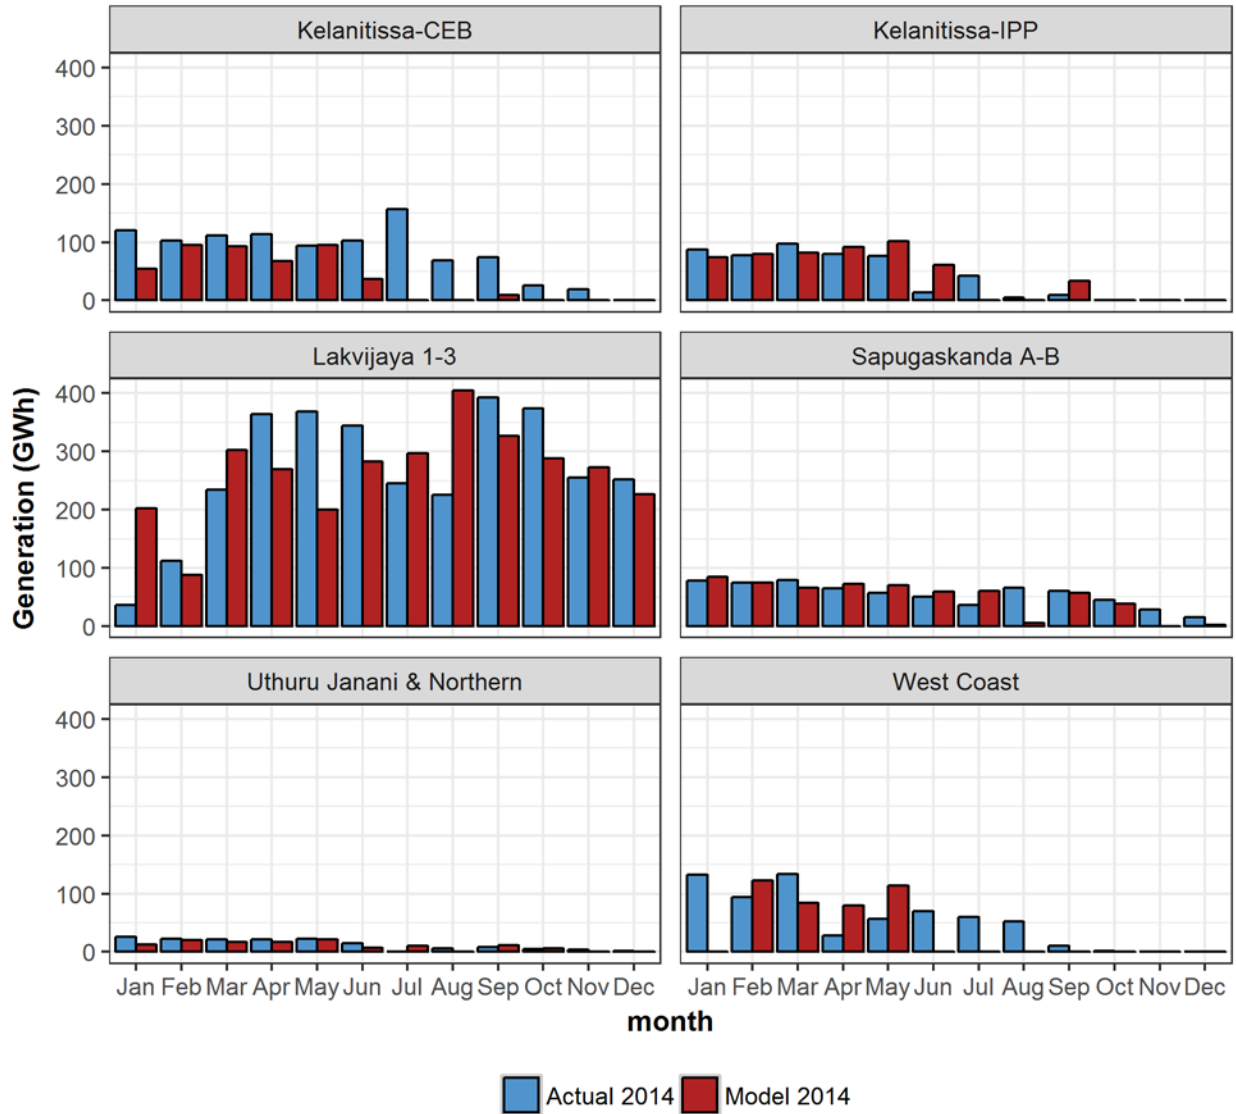 Kelanitissa-CEB
Kelanitissa-IPP
400
300
200
100
0
Lakvijaya 1-3
Sapugaskanda A-B
400
300
200
100
0
Generation (GWh)
Uthuru Janani & Northern
West Coast
400
300
200
100
0
Jan Feb Mar Apr May Jun Jul Aug Sep Oct Nov Dec
Jan Feb Mar Apr May Jun Jul Aug Sep Oct Nov Dec
month
Actual 2014 Model 2014